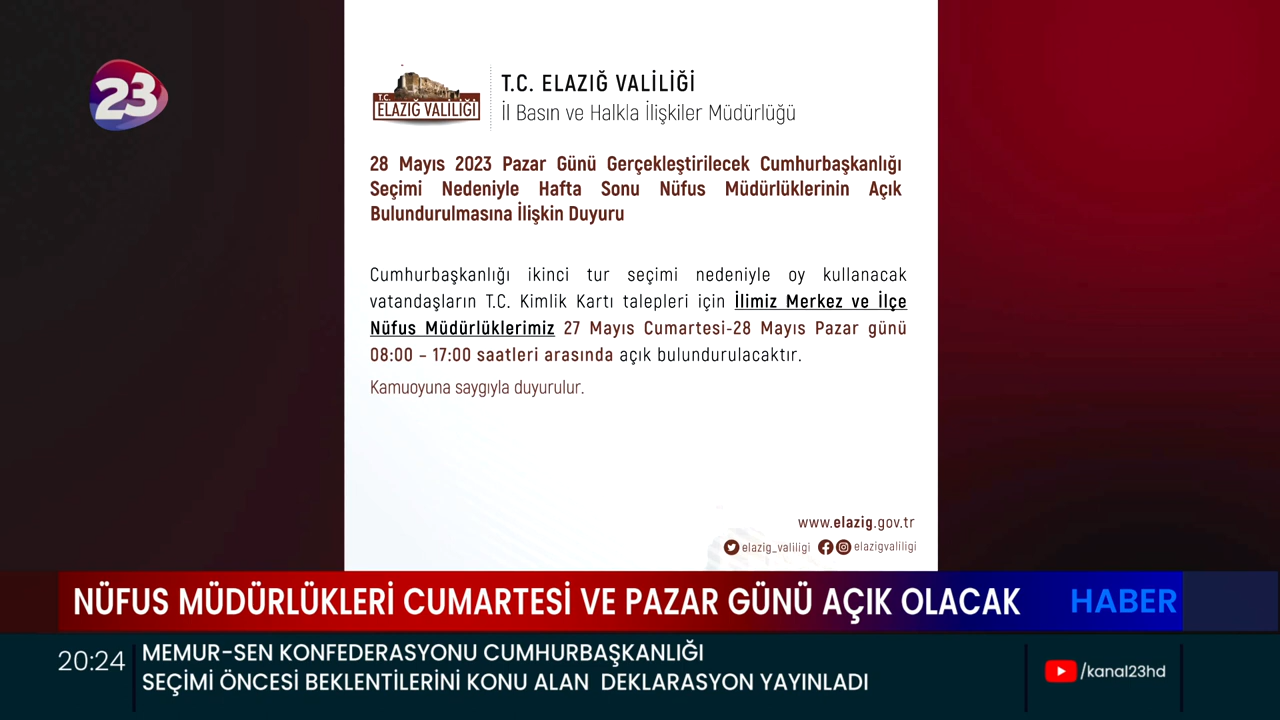 23
T.C. ELAZIĞ VALİLİĞİ
İl Basın ve Halkla İlişkiler Müdürlüğü
T.C.
ELAZIĞ VALİLİĞİ
28 Mayıs 2023 Pazar Günü Gerçekleştirilecek Cumhurbaşkanlığı
Seçimi Nedeniyle Hafta Sonu Nüfus Müdürlüklerinin Açık
Bulundurulmasına İlişkin Duyuru
Cumhurbaşkanlığı ikinci tur seçimi nedeniyle oy kullanacak
vatandaşların T.C. Kimlik Kartı talepleri için İlimiz Merkez ve İlçe
Nüfus Müdürlüklerimiz 27 Mayıs Cumartesi-28 Mayıs Pazar günü
08:00 – 17:00 saatleri arasında açık bulundurulacaktır.
Kamuoyuna saygıyla duyurulur.
www.elazig.gov.tr
elazig_valiligi elazigvaliligi
NÜFUS MÜDÜRLÜKLERİ CUMARTESİ VE PAZAR GÜNÜ AÇIK OLACAK HABER
20:24
MEMUR-SEN KONFEDERASYONU CUMHURBAŞKANLIĞI
SEÇİMİ ÖNCESİ BEKLENTİLERİNİ KONU ALAN DEKLARASYON YAYINLADI
/kanal23hd